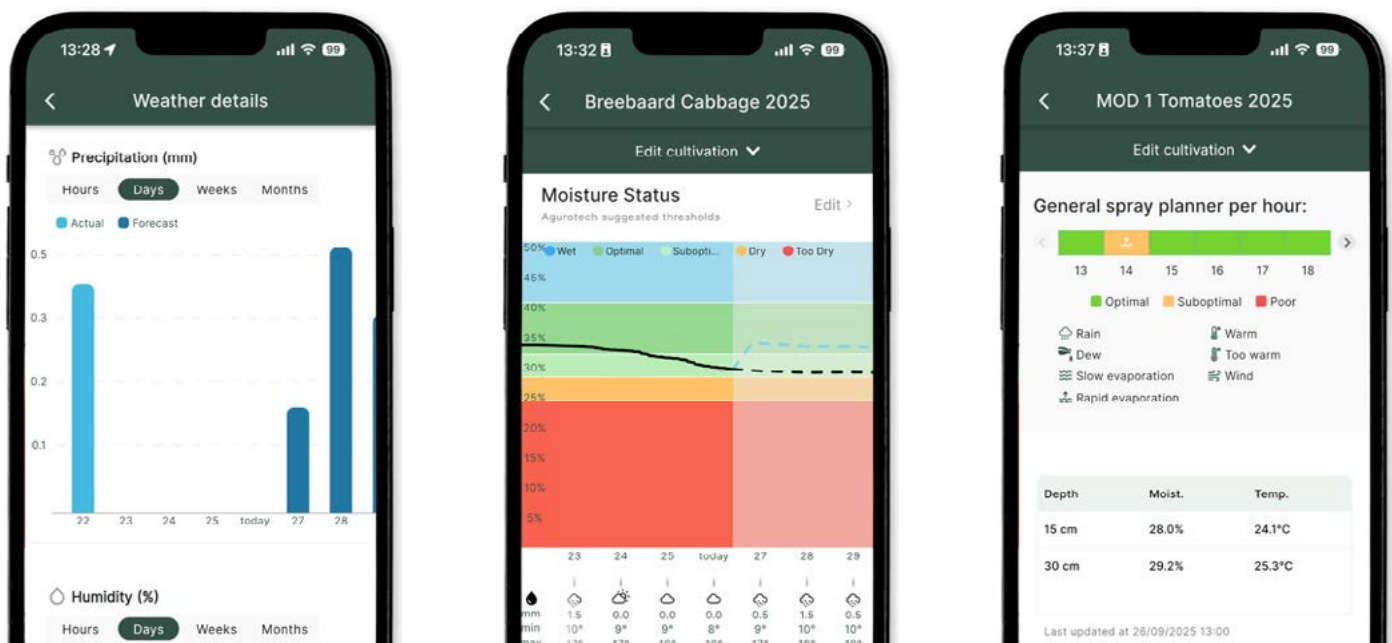 13:28
99
Weather details
Precipitation (mm)
Hours Days Weeks Months
Actual Forecast
0.5
0.3
0.2
0.1
22 23 24 25 today 27 28
Humidity (%)
Hours Days Weeks Months
13:32
99
Breebaard Cabbage 2025
Edit cultivation
Moisture Status
Agurotech suggested thresholds
Edit >
50% Wet Optimal Subopti... Dry Too Dry
45%
40%
35%
30%
25%
20%
15%
10%
5%
23 24 25 today 27 28 29
mm 1.5 0.0 0.0 0.0 0.5 1.5 0.5
min 10° 9° 9° 8° 9° 10° 10°
13:37
99
MOD 1 Tomatoes 2025
Edit cultivation
General spray planner per hour:
13 14 15 16 17 18
Optimal Suboptimal Poor
Rain Warm
Dew Too warm
Slow evaporation Wind
Rapid evaporation
Depth Moist. Temp.
15 cm 28.0% 24.1°C
30 cm 29.2% 25.3°C
Last updated at 26/09/2025 13:00